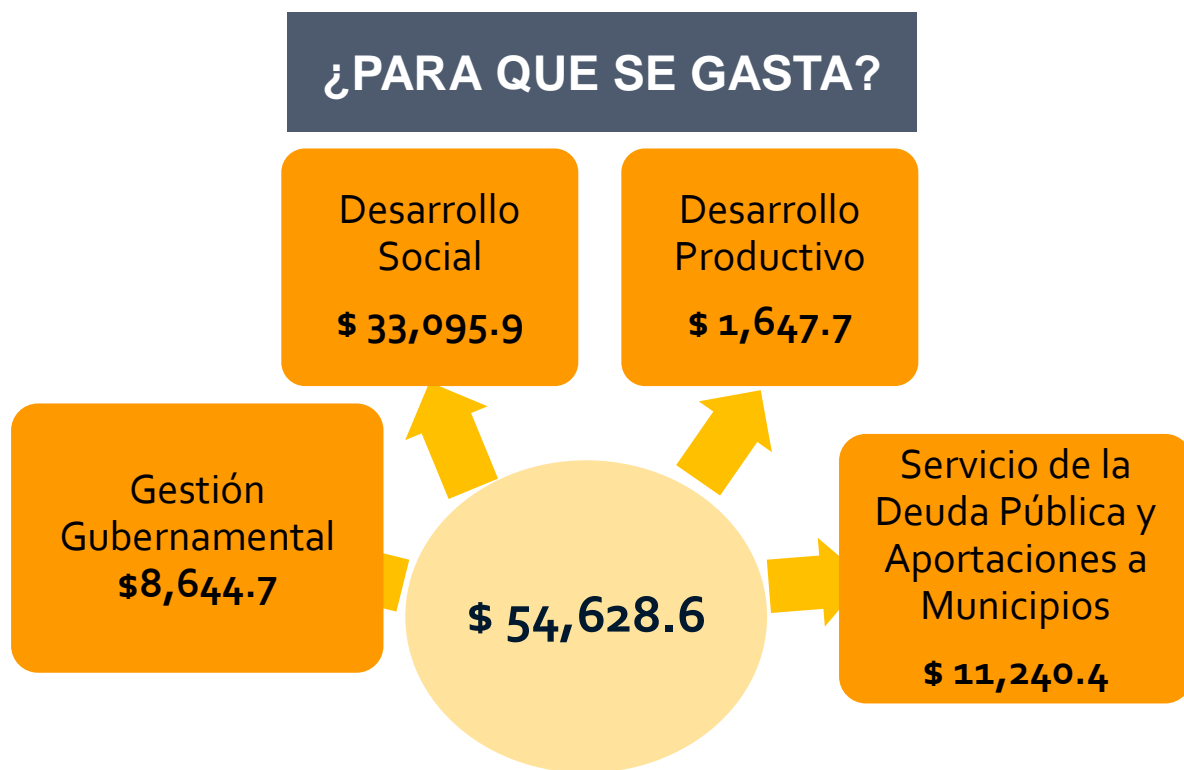 ¿PARA QUE SE GASTA?
Desarrollo
Social
$ 33,095.9
Desarrollo
Productivo
$ 1,647.7
Gestión
Gubernamental
$8,644.7
$ 54,628.6
Servicio de la
Deuda Pública y
Aportaciones a
Municipios
$ 11,240.4